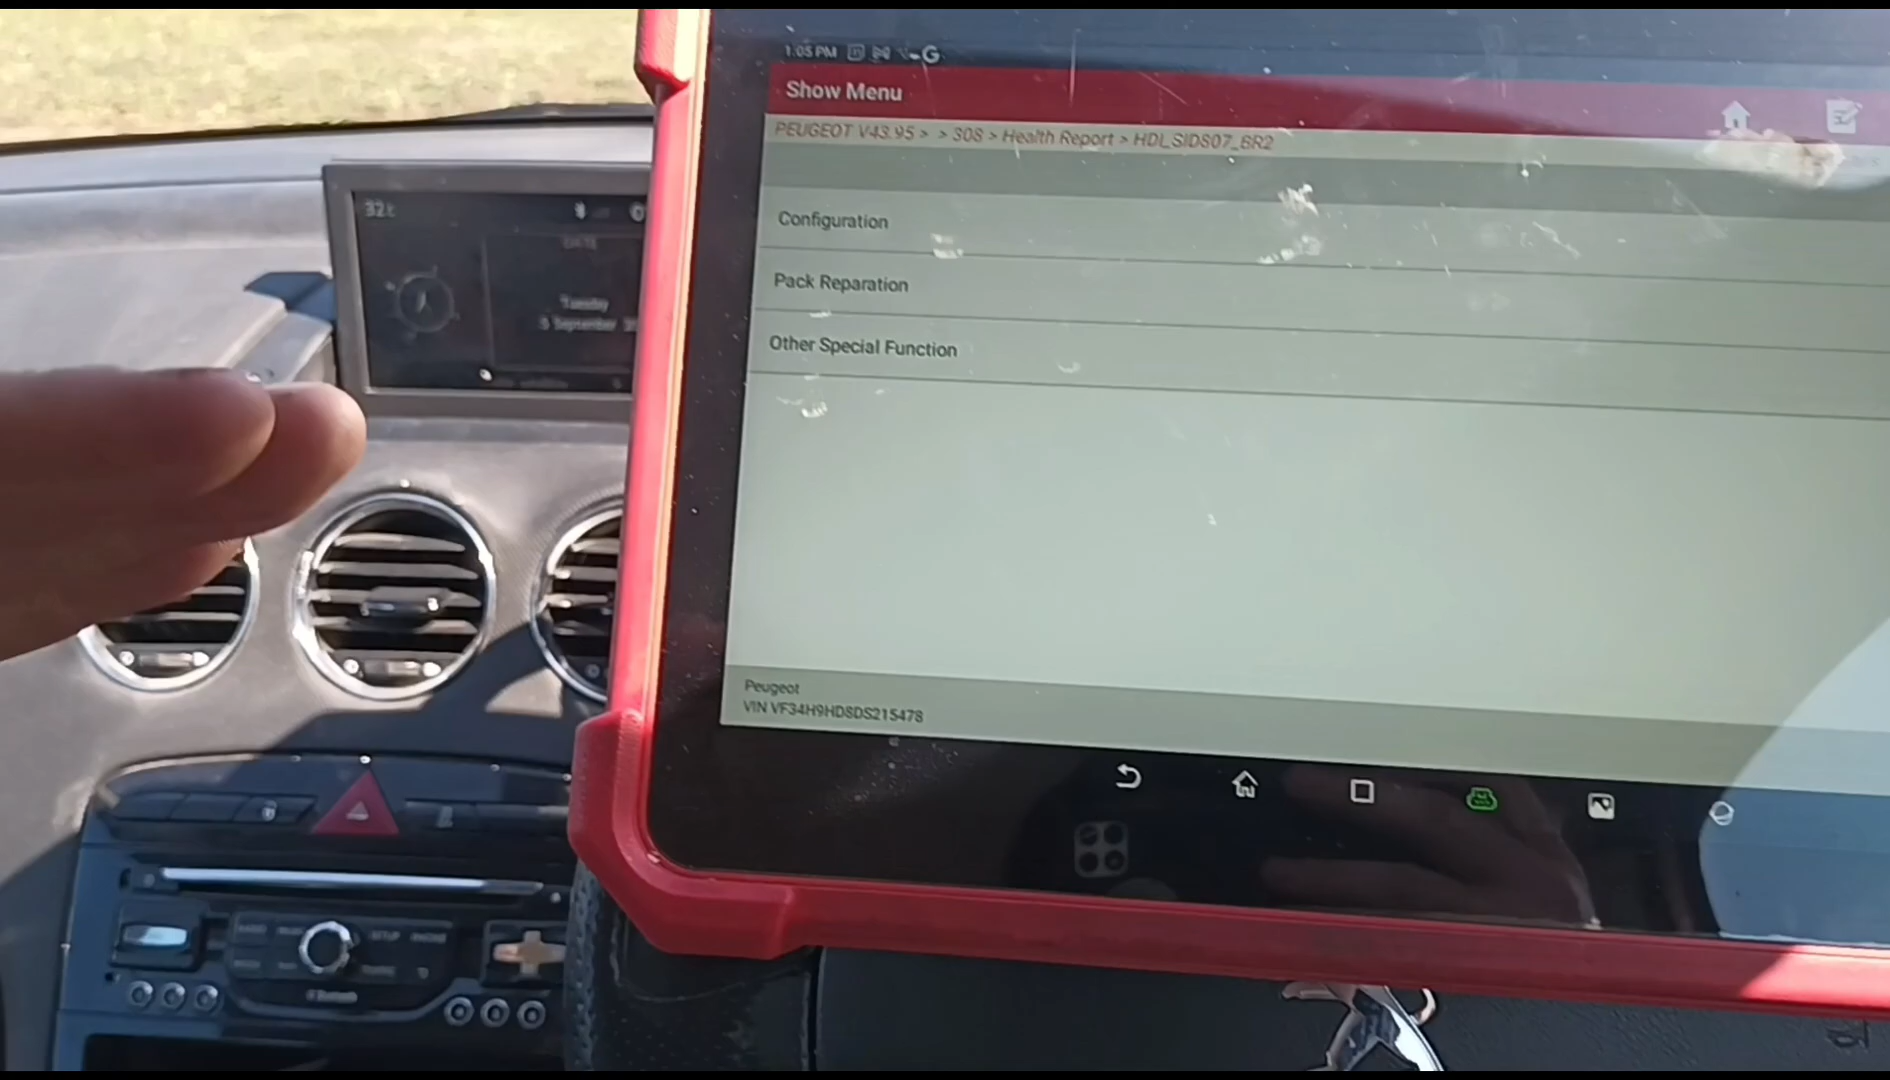 1:05 PM
Show Menu
PEUGEOT V43.95 > > 308 > Health Report > HDI_SID807_BR2
Configuration
Pack Reparation
Other Special Function
Peugeot
VIN VF34H9HD8DS215478
32
Tuesday
5 September